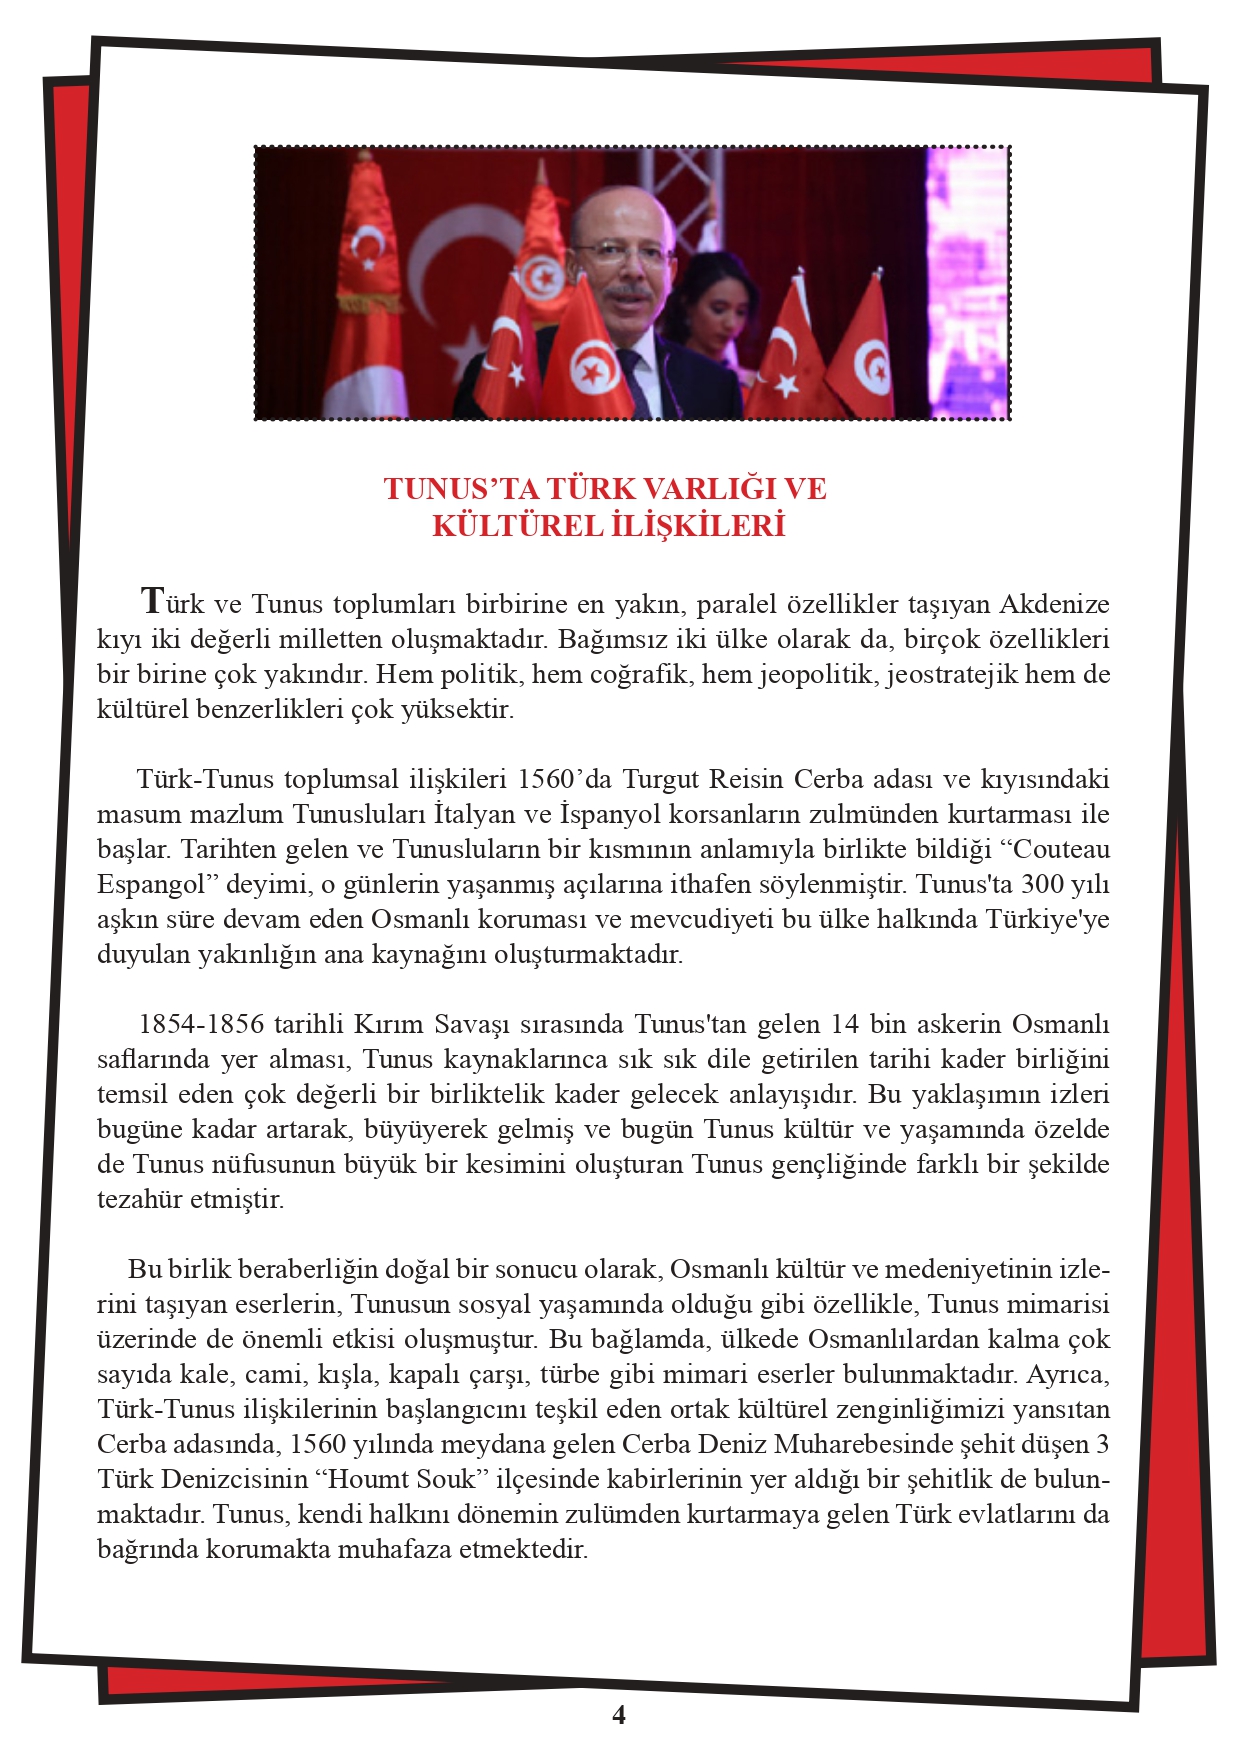 TUNUS’TA TÜRK VARLIĞI VE
KÜLTÜREL İLİŞKİLERİ
Türk ve Tunus toplumları birbirine en yakın, paralel özellikler taşıyan Akdenize
kıyı iki değerli milletten oluşmaktadır. Bağımsız iki ülke olarak da, birçok özellikleri
bir birine çok yakındır. Hem politik, hem coğrafik, hem jeopolitik, jeostratejik hem de
kültürel benzerlikleri çok yüksektir.
Türk-Tunus toplumsal ilişkileri 1560’da Turgut Reisin Cerba adası ve kıyısındaki
masum mazlum Tunusluları İtalyan ve İspanyol korsanların zulmünden kurtarması ile
başlar. Tarihten gelen ve Tunusluların bir kısmının anlamıyla birlikte bildiği “Couteau
Espangol” deyimi, o günlerin yaşanmış açılarına ithafen söylenmiştir. Tunus'ta 300 yılı
aşkın süre devam eden Osmanlı koruması ve mevcudiyeti bu ülke halkında Türkiye'ye
duyulan yakınlığın ana kaynağını oluşturmaktadır.
1854-1856 tarihli Kırım Savaşı sırasında Tunus'tan gelen 14 bin askerin Osmanlı
saflarında yer alması, Tunus kaynaklarınca sık sık dile getirilen tarihi kader birliğini
temsil eden çok değerli bir birliktelik kader gelecek anlayışıdır. Bu yaklaşımın izleri
bugüne kadar artarak, büyüyerek gelmiş ve bugün Tunus kültür ve yaşamında özelde
de Tunus nüfusunun büyük bir kesimini oluşturan Tunus gençliğinde farklı bir şekilde
tezahür etmiştir.
Bu birlik beraberliğin doğal bir sonucu olarak, Osmanlı kültür ve medeniyetinin izle-
rini taşıyan eserlerin, Tunusun sosyal yaşamında olduğu gibi özellikle, Tunus mimarisi
üzerinde de önemli etkisi oluşmuştur. Bu bağlamda, ülkede Osmanlılardan kalma çok
sayıda kale, cami, kışla, kapalı çarşı, türbe gibi mimari eserler bulunmaktadır. Ayrıca,
Türk-Tunus ilişkilerinin başlangıcını teşkil eden ortak kültürel zenginliğimizi yansıtan
Cerba adasında, 1560 yılında meydana gelen Cerba Deniz Muharebesinde şehit düşen 3
Türk Denizcisinin “Houmt Souk” ilçesinde kabirlerinin yer aldığı bir şehitlik de bulun-
maktadır. Tunus, kendi halkını dönemin zulümden kurtarmaya gelen Türk evlatlarını da
bağrında korumakta muhafaza etmektedir.
4